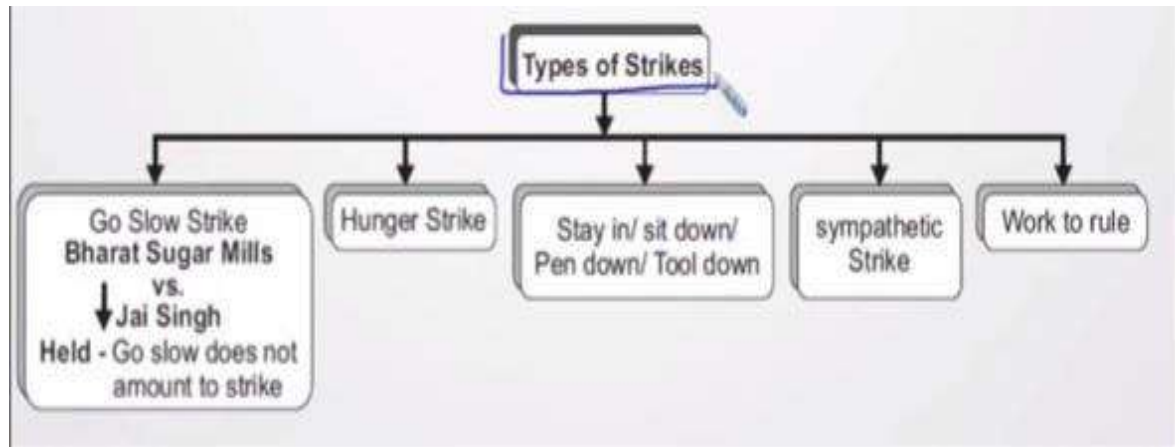 Types of Strikes
Go Slow Strike
Bharat Sugar Mills
vs.
Jai Singh
Held - Go slow does not
amount to strike
Hunger Strike
Stay in/ sit down/
Pen down/ Tool down
sympathetic
Strike
Work to rule